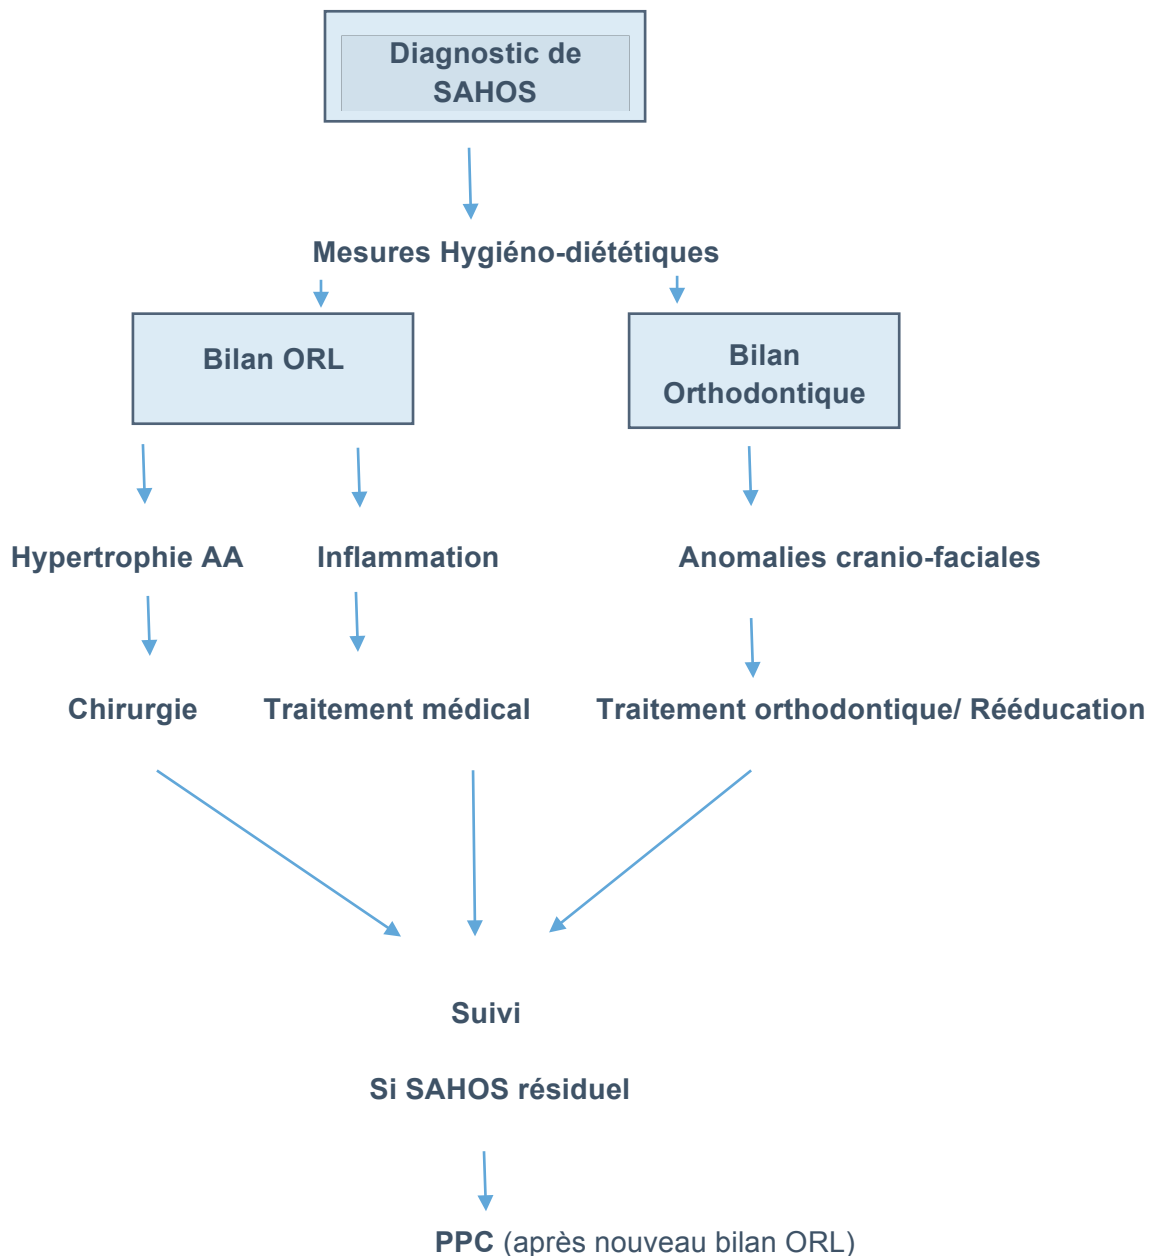 Diagnostic de
SAHOS
Mesures Hygiéno-diététiques
Bilan ORL
Bilan
Orthodontique
Hypertrophie AA
Inflammation
Anomalies cranio-faciales
Chirurgie
Traitement médical
Traitement orthodontique/ Rééducation
Suivi
Si SAHOS résiduel
PPC (après nouveau bilan ORL)